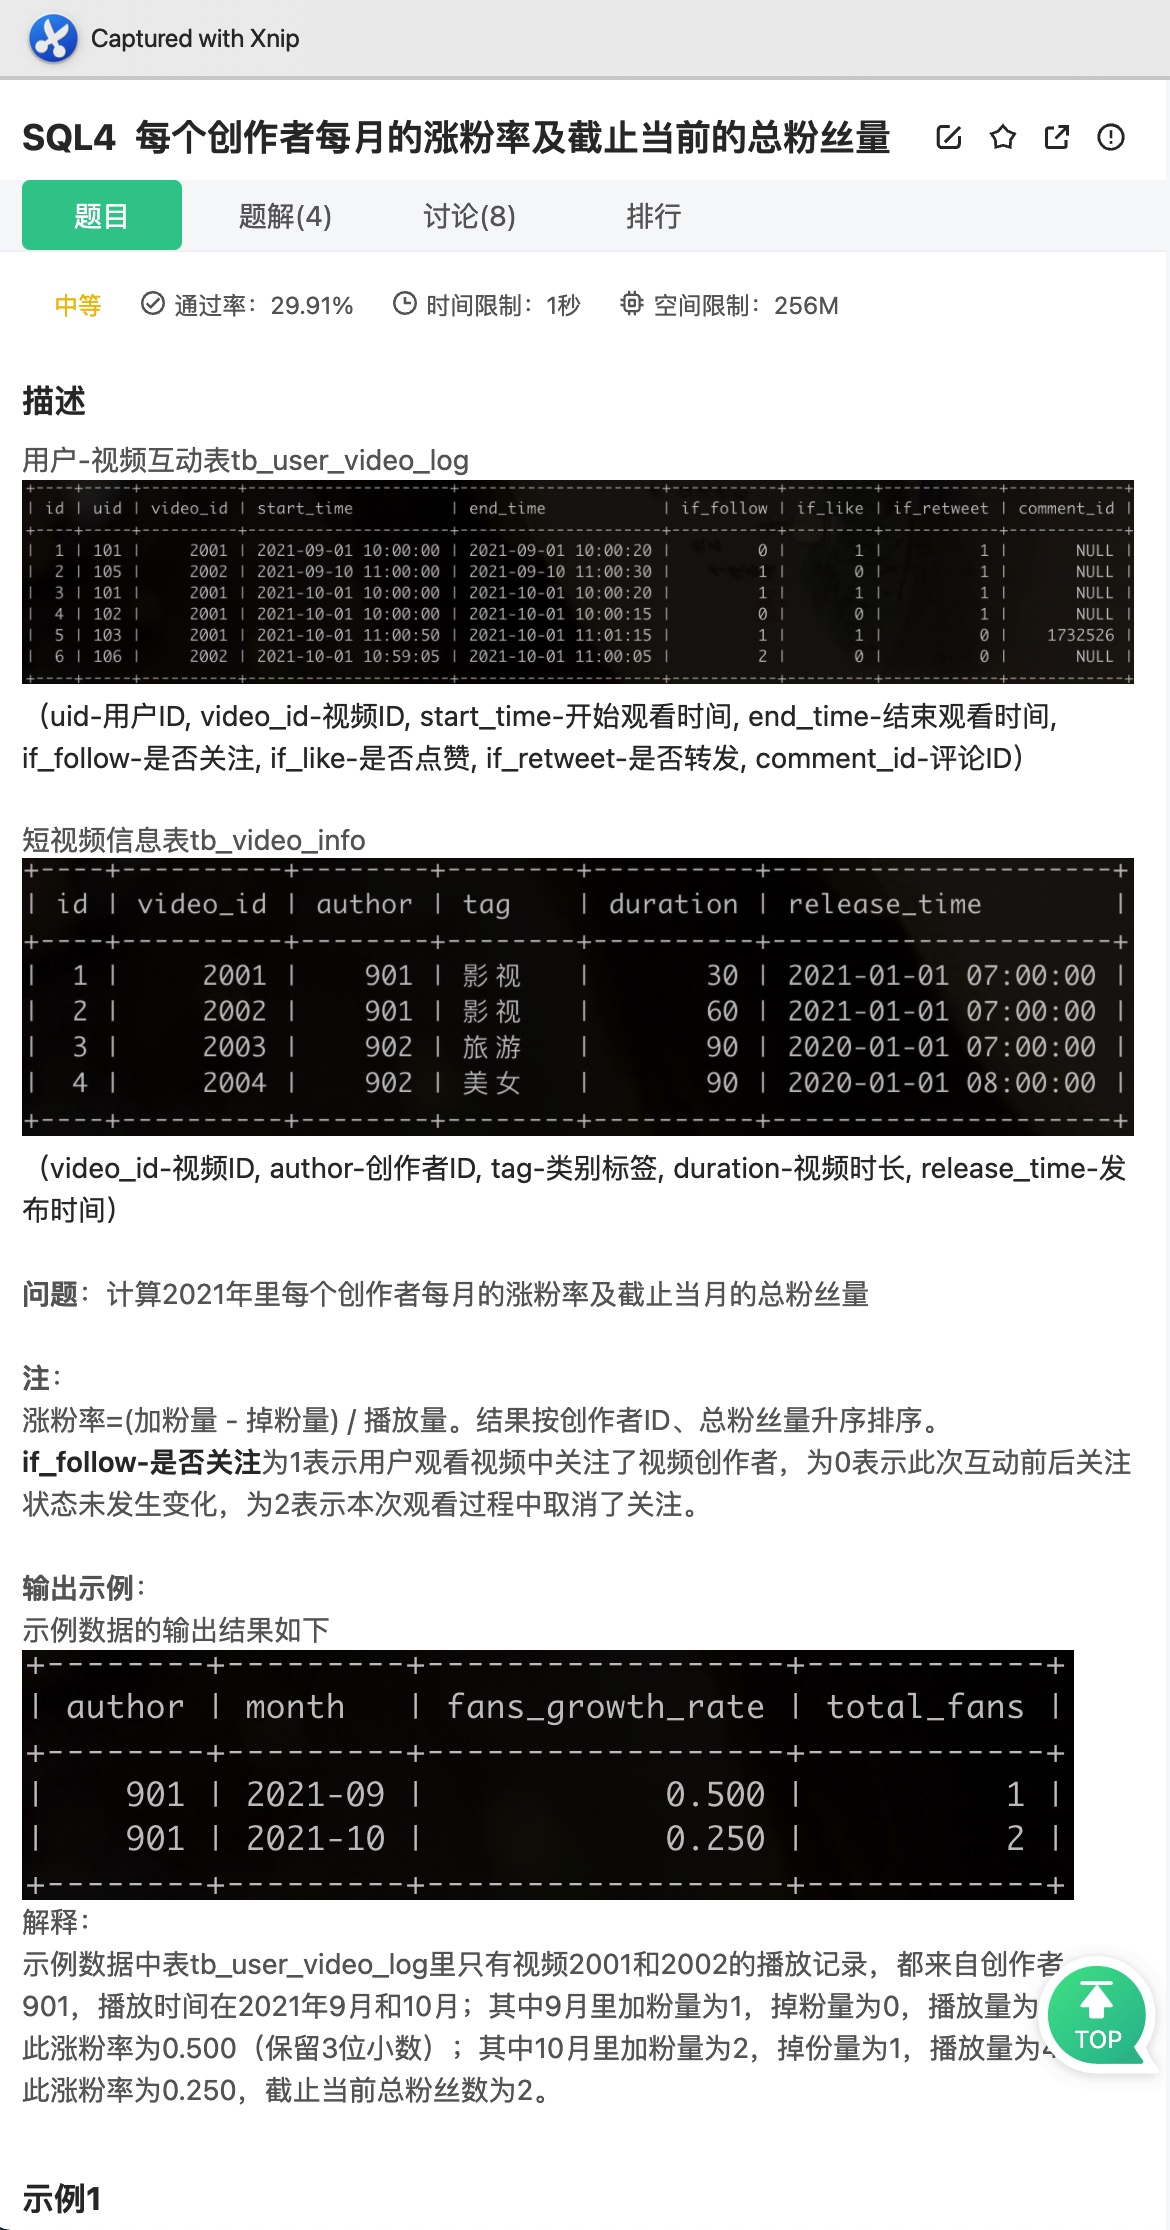 Captured with Xnip
SQL4 每个创作者每月的涨粉率及截止当前的总粉丝量
题目 题解(4) 讨论(8) 排行
中等 通过率：29.91% 时间限制：1秒 空间限制：256M
描述
用户-视频互动表tb_user_video_log
+----+-----+----------+---------------------+---------------------+-----------+---------+------------+------------+
| id | uid | video_id | start_time | end_time | if_follow | if_like | if_retweet | comment_id |
+----+-----+----------+---------------------+---------------------+-----------+---------+------------+------------+
| 1 | 101 | 2001 | 2021-09-01 10:00:00 | 2021-09-01 10:00:20 | 0 | 1 | 1 | NULL |
| 2 | 105 | 2002 | 2021-09-10 11:00:00 | 2021-09-10 11:00:30 | 1 | 0 | 1 | NULL |
| 3 | 101 | 2001 | 2021-10-01 10:00:00 | 2021-10-01 10:00:20 | 1 | 1 | 1 | NULL |
| 4 | 102 | 2001 | 2021-10-01 10:00:00 | 2021-10-01 10:00:15 | 0 | 0 | 1 | NULL |
| 5 | 103 | 2001 | 2021-10-01 11:00:50 | 2021-10-01 11:01:15 | 1 | 1 | 0 | 1732526 |
| 6 | 106 | 2002 | 2021-10-01 10:59:05 | 2021-10-01 11:00:05 | 2 | 0 | 0 | NULL |
+----+-----+----------+---------------------+---------------------+-----------+---------+------------+------------+
（uid-用户ID, video_id-视频ID, start_time-开始观看时间, end_time-结束观看时间,
if_follow-是否关注, if_like-是否点赞, if_retweet-是否转发, comment_id-评论ID）
短视频信息表tb_video_info
+----+----------+--------+--------+----------+---------------------+
| id | video_id | author | tag | duration | release_time |
+----+----------+--------+--------+----------+---------------------+
| 1 | 2001 | 901 | 影视 | 30 | 2021-01-01 07:00:00 |
| 2 | 2002 | 901 | 影视 | 60 | 2021-01-01 07:00:00 |
| 3 | 2003 | 902 | 旅游 | 90 | 2020-01-01 07:00:00 |
| 4 | 2004 | 902 | 美女 | 90 | 2020-01-01 08:00:00 |
+----+----------+--------+--------+----------+---------------------+
（video_id-视频ID, author-创作者ID, tag-类别标签, duration-视频时长, release_time-发
布时间）
问题：计算2021年里每个创作者每月的涨粉率及截止当月的总粉丝量
注：
涨粉率=(加粉量 - 掉粉量) / 播放量。结果按创作者ID、总粉丝量升序排序。
if_follow-是否关注为1表示用户观看视频中关注了视频创作者，为0表示此次互动前后关注
状态未发生变化，为2表示本次观看过程中取消了关注。
输出示例：
示例数据的输出结果如下
+--------+---------+------------------+------------+
| author | month | fans_growth_rate | total_fans |
+--------+---------+------------------+------------+
| 901 | 2021-09 | 0.500 | 1 |
| 901 | 2021-10 | 0.250 | 2 |
+--------+---------+------------------+------------+
解释：
示例数据中表tb_user_video_log里只有视频2001和2002的播放记录，都来自创作者
901，播放时间在2021年9月和10月；其中9月里加粉量为1，掉粉量为0，播放量为
此涨粉率为0.500（保留3位小数）；其中10月里加粉量为2，掉份量为1，播放量为4
此涨粉率为0.250，截止当前总粉丝数为2。
TOP
示例1